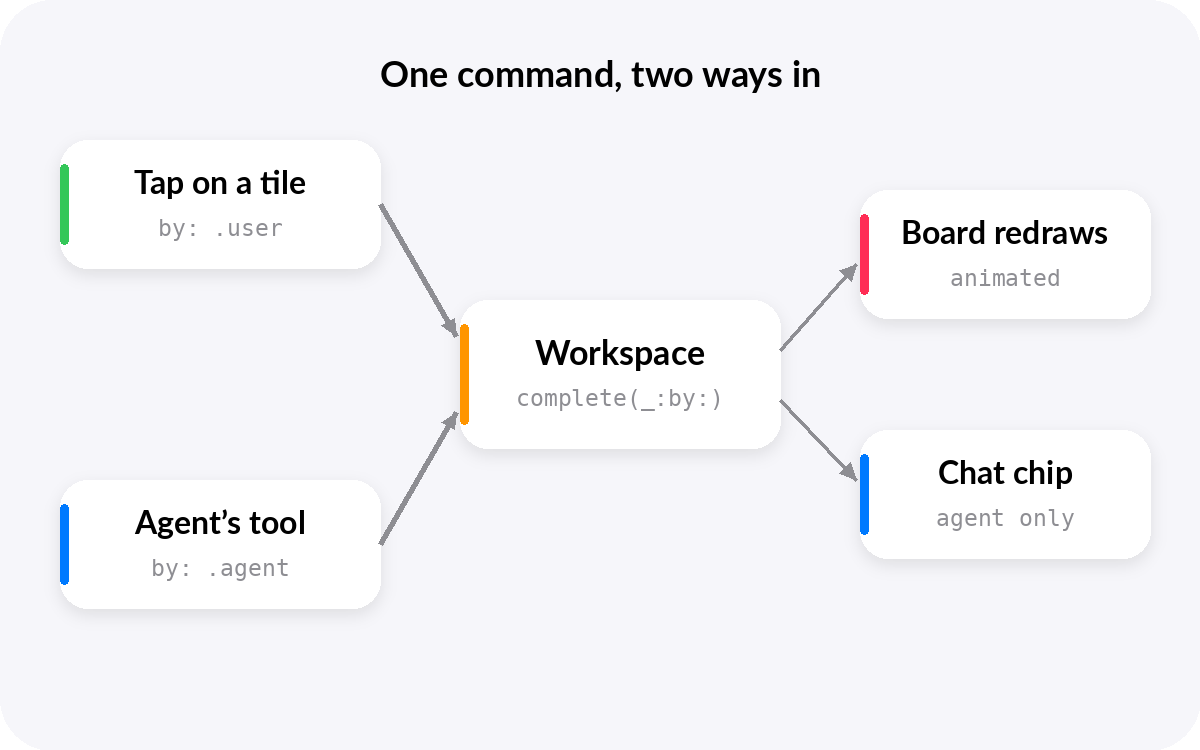 One command, two ways in
Tap on a tile
by: .user
Board redraws
animated
Workspace
complete(_:by:)
Agent’s tool
by: .agent
Chat chip
agent only